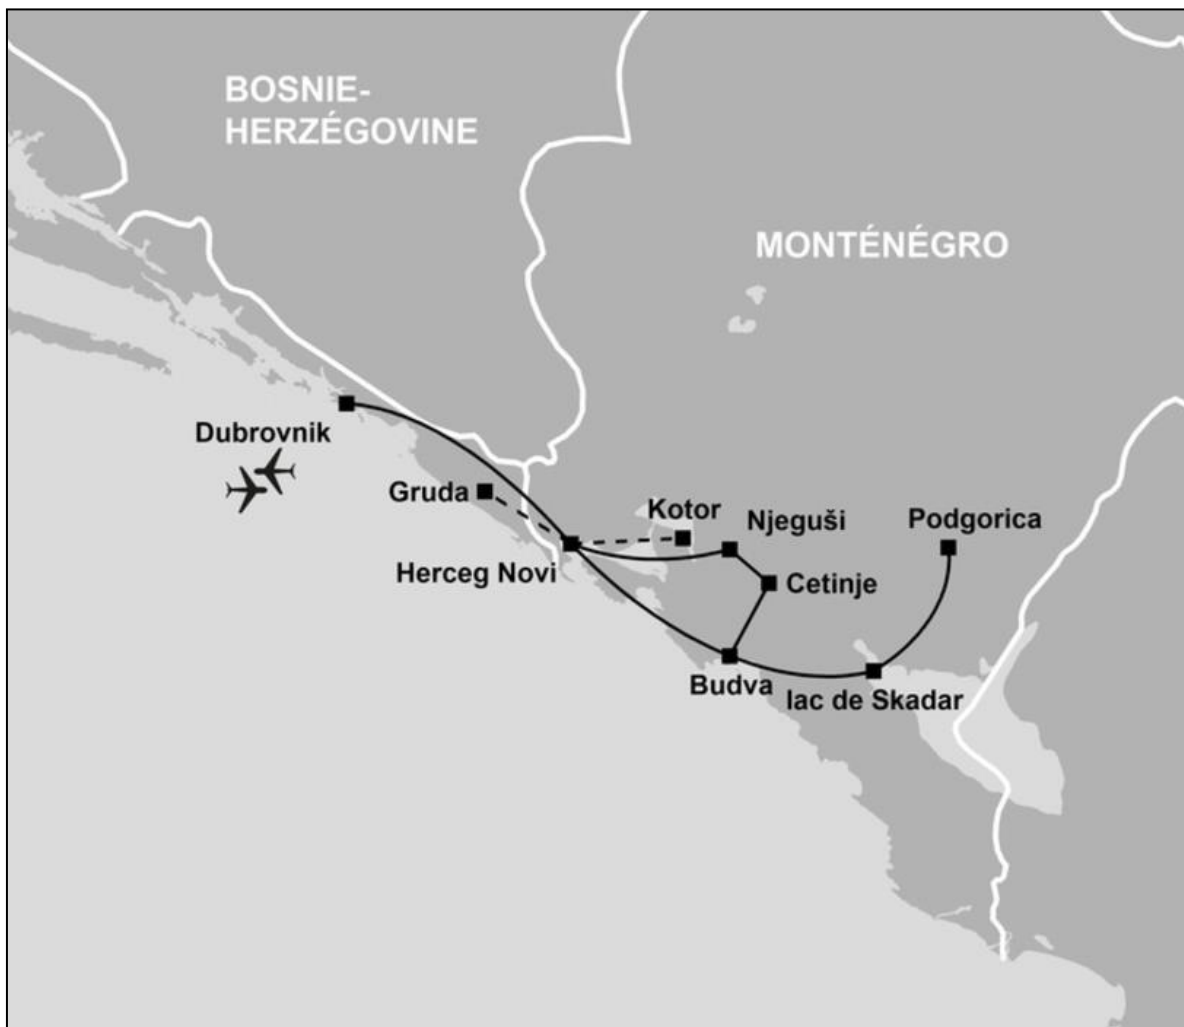 BOSNIE-
HERZÉGOVINE
MONTÉNÉGRO
Dubrovnik
Gruda
Kotor
Njeguši
Podgorica
Herceg Novi
Cetinje
Budva
lac de Skadar